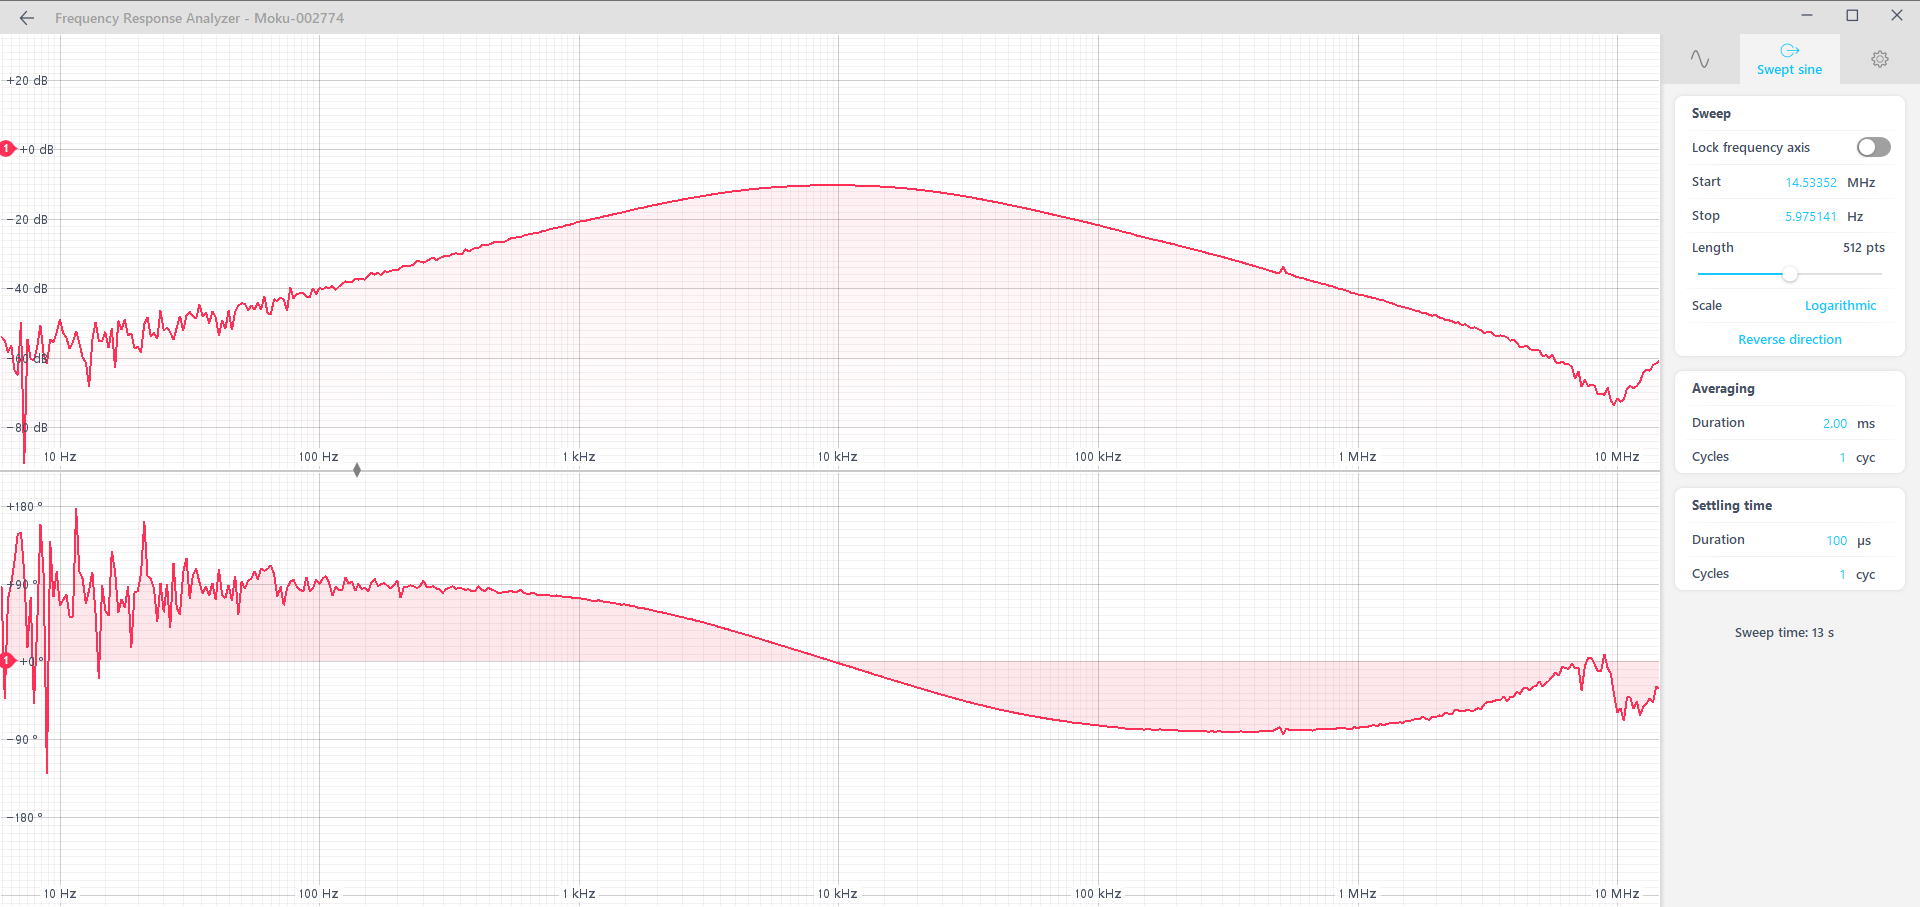 Frequency Response Analyzer - Moku-002774
+20 dB
1 +0 dB
−20 dB
−40 dB
−60 dB
−80 dB
10 Hz 100 Hz 1 kHz 10 kHz 100 kHz 1 MHz 10 MHz
+180 °
+90 °
1 +0 °
−90 °
−180 °
10 Hz 100 Hz 1 kHz 10 kHz 100 kHz 1 MHz 10 MHz
Swept sine
Sweep
Lock frequency axis
Start 14.53352 MHz
Stop 5.975141 Hz
Length 512 pts
Scale Logarithmic
Reverse direction
Averaging
Duration 2.00 ms
Cycles 1 cyc
Settling time
Duration 100 µs
Cycles 1 cyc
Sweep time: 13 s